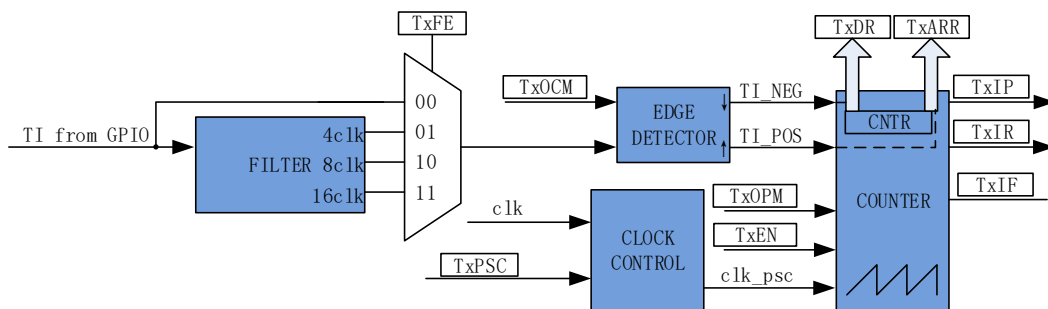 TxFE
TxDR
TxARR
TxOCM
TI_NEG
TxIP
00
EDGE
DETECTOR
CNTR
TI from GPIO
4clk
01
TI_POS
TxIR
FILTER 8clk
10
16clk
11
TxOPM
COUNTER
TxIF
clk
CLOCK
CONTROL
TxEN
TxPSC
clk_psc